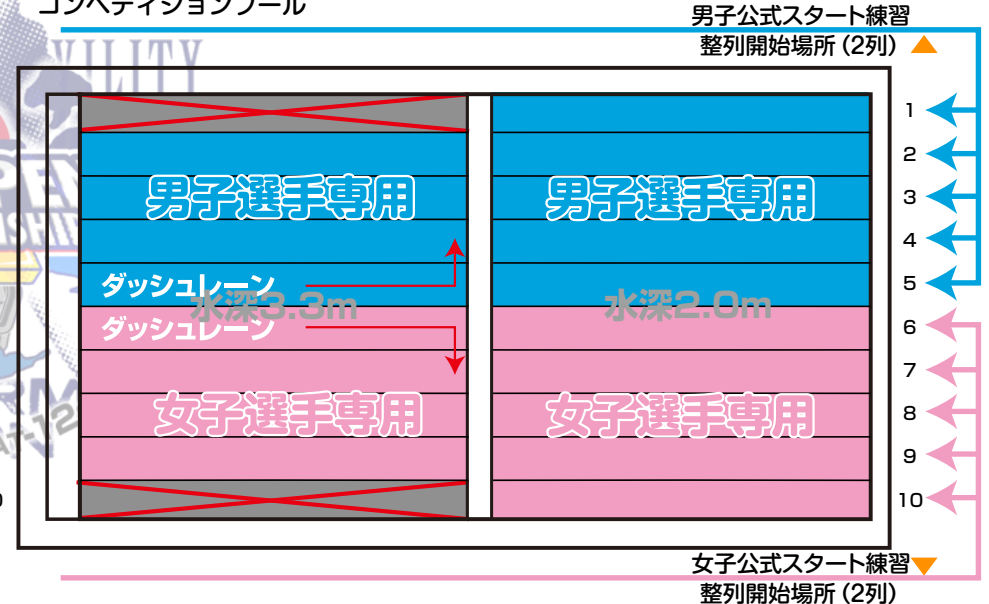 コンペティションプール
男子公式スタート練習
整列開始場所 (2列)
VILITY
1
2
男子選手専用
男子選手専用
3
4
ダッシュレーン
5
水深3.3m
水深2.0m
ダッシュレーン
6
7
女子選手専用
女子選手専用
8
9
10
女子公式スタート練習
整列開始場所 (2列)